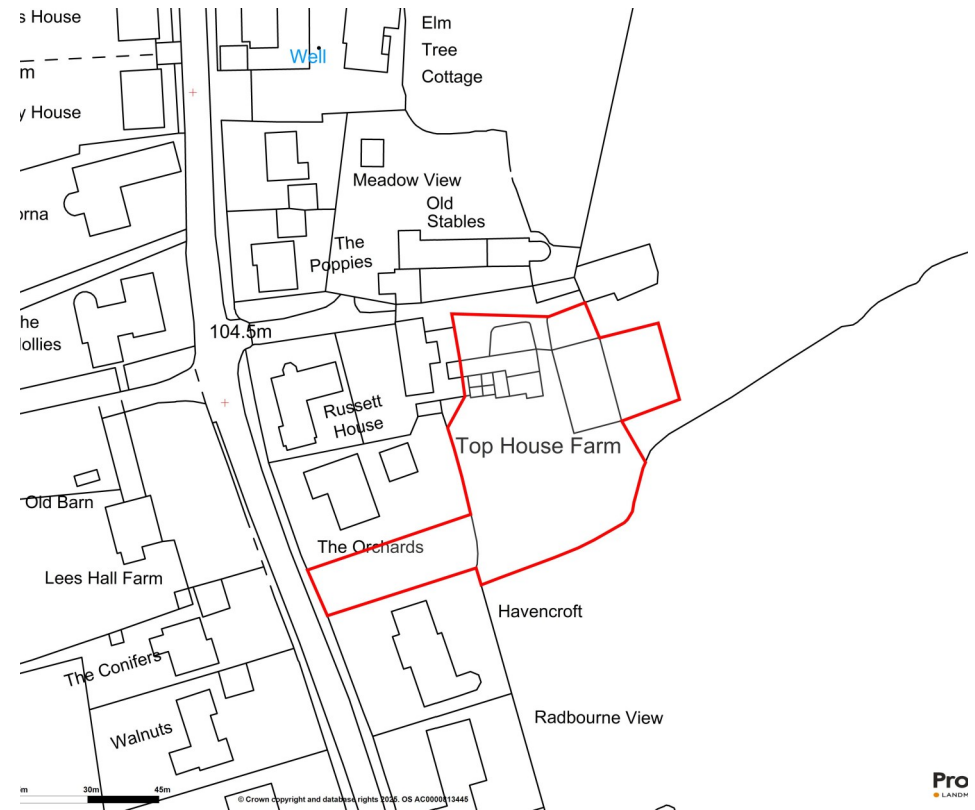 s House
Elm
Tree
Cottage
Well
m
y House
Meadow View
Old
Stables
orna
The
Poppies
he
ollies
104.5m
Russett
House
Top House Farm
Old Barn
The Orchards
Lees Hall Farm
Havencroft
The Conifers
Radbourne View
Walnuts
m 30m 45m
© Crown copyright and database rights 2025. OS AC0000813445
Pro
LANDM